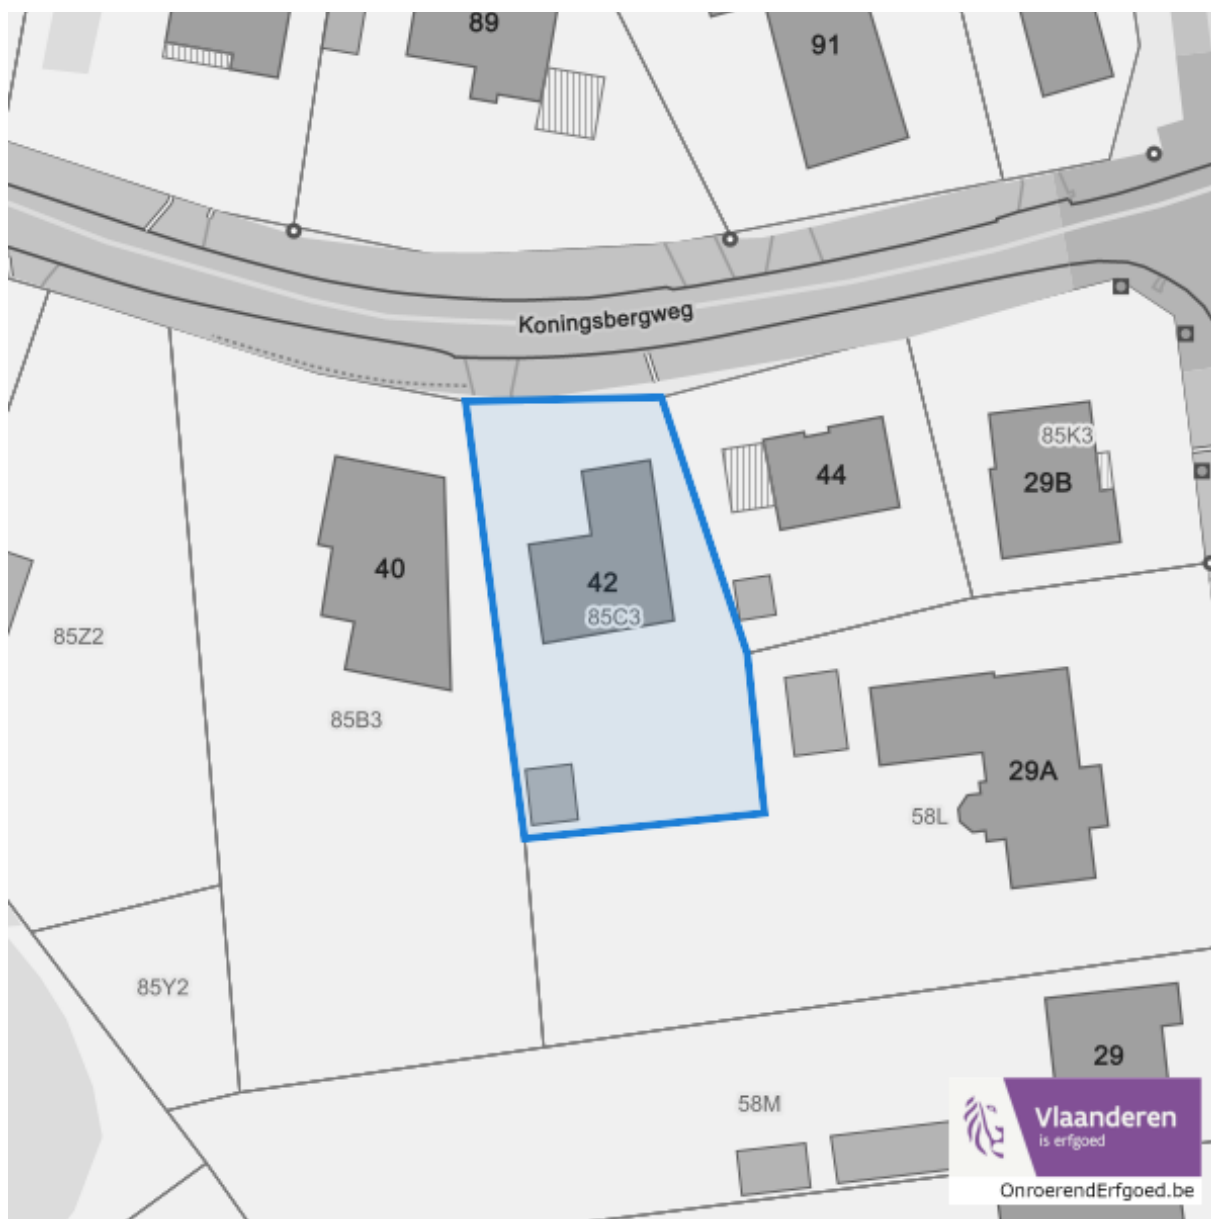 89
91
Koningsbergweg
85K3
44
29B
40
42
85C3
85Z2
85B3
29A
58L
85Y2
29
58M
Vlaanderen
is erfgoed
OnroerendErfgoed.be